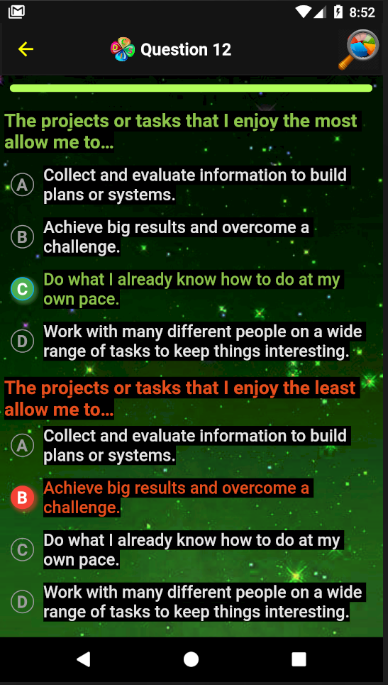 8:52
Question 12
The projects or tasks that I enjoy the most
allow me to…
A Collect and evaluate information to build
plans or systems.
B Achieve big results and overcome a
challenge.
C Do what I already know how to do at my
own pace.
D Work with many different people on a wide
range of tasks to keep things interesting.
The projects or tasks that I enjoy the least
allow me to…
A Collect and evaluate information to build
plans or systems.
B Achieve big results and overcome a
challenge.
C Do what I already know how to do at my
own pace.
D Work with many different people on a wide
range of tasks to keep things interesting.